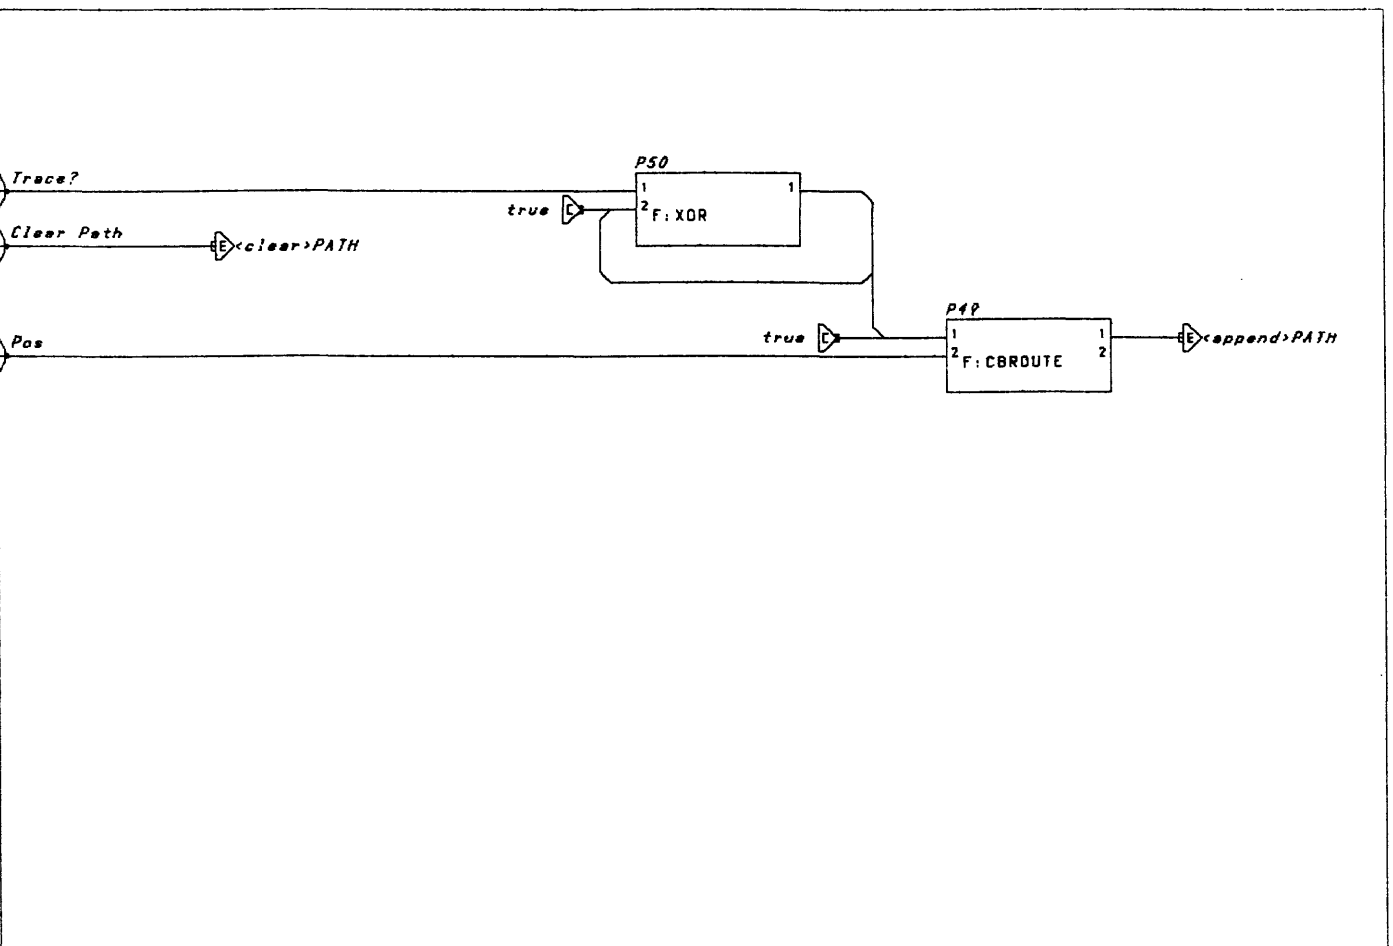 P50
Trace?
1 1
true C 2 F:XOR
Clear Path E <clear>PATH
P49
true C 1 1 E <append>PATH
Pos
2 F:CBROUTE 2